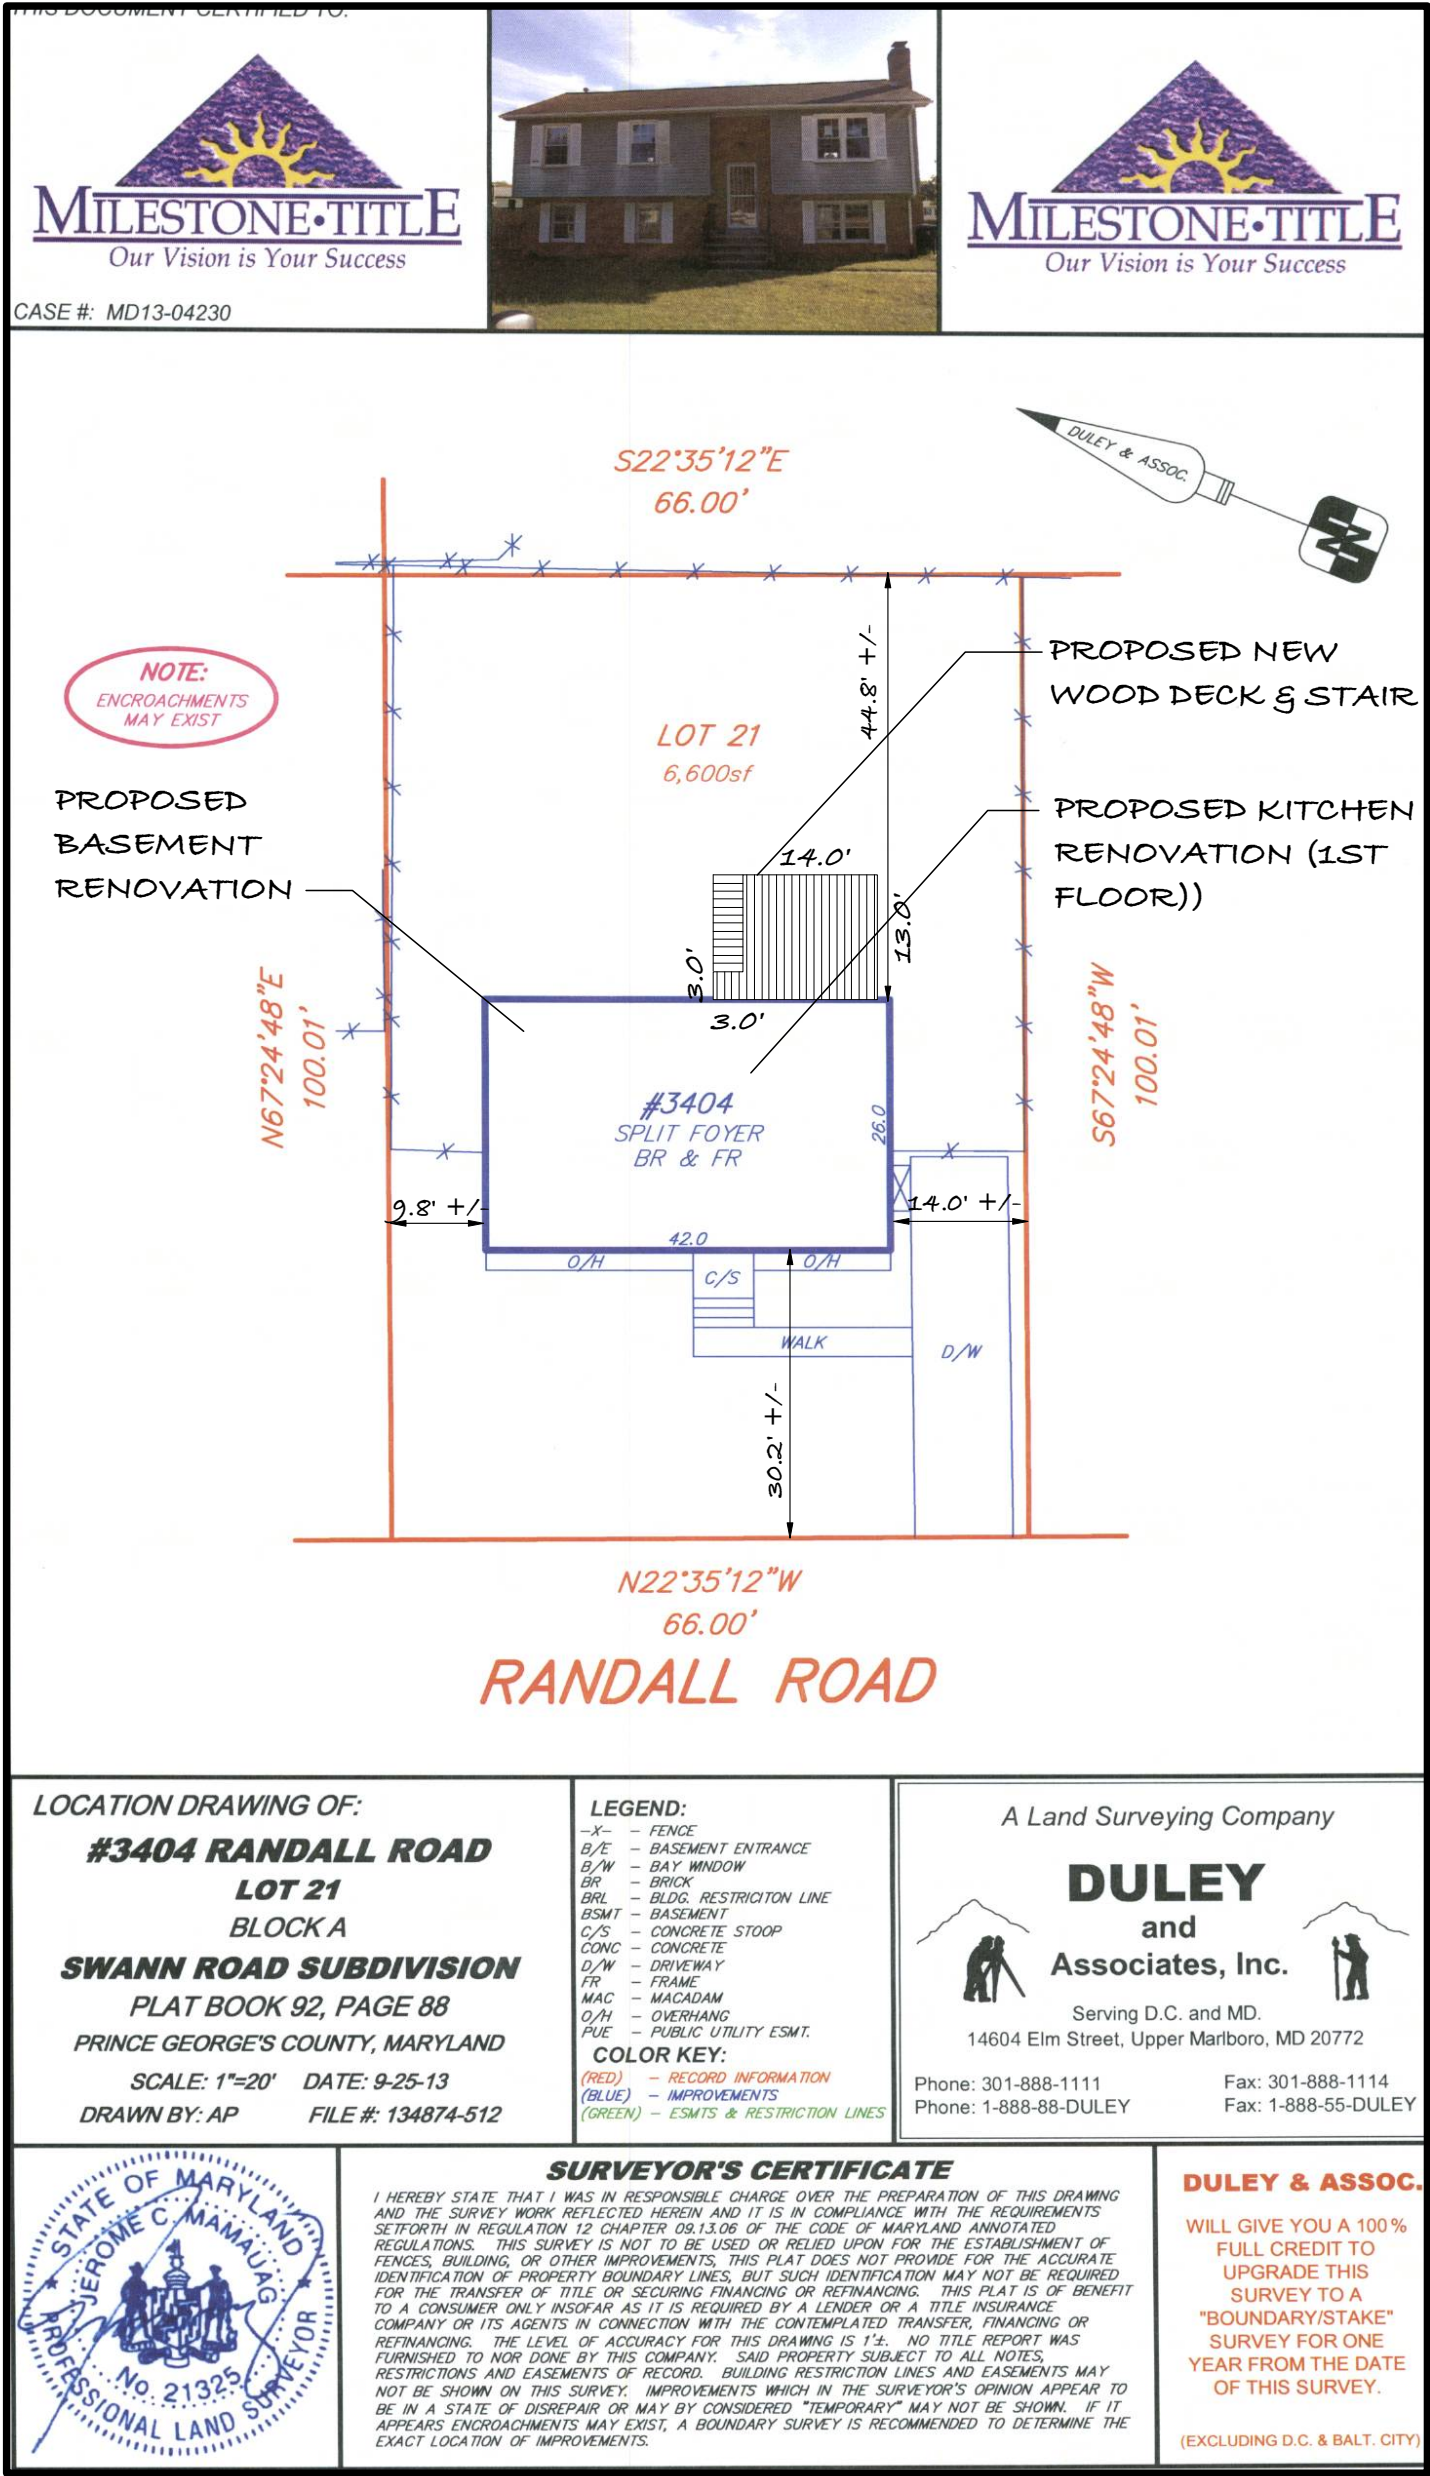 THIS DOCUMENT CERTIFIED TO:
MILESTONE•TITLE
Our Vision is Your Success
CASE #: MD13-04230
MILESTONE•TITLE
Our Vision is Your Success
DULEY & ASSOC.
S22°35'12"E
66.00'
NOTE:
ENCROACHMENTS
MAY EXIST
44.8' +/-
PROPOSED NEW
WOOD DECK & STAIR
LOT 21
6,600sf
PROPOSED
BASEMENT
RENOVATION
PROPOSED KITCHEN
RENOVATION (1ST
FLOOR))
14.0'
13.0'
3.0'
3.0'
N67°24'48"E
100.01'
S67°24'48"W
100.01'
#3404
SPLIT FOYER
BR & FR
26.0
9.8' +/-
14.0' +/-
42.0
O/H
O/H
C/S
WALK
D/W
30.2' +/-
N22°35'12"W
66.00'
RANDALL ROAD
LOCATION DRAWING OF:
#3404 RANDALL ROAD
LOT 21
BLOCK A
SWANN ROAD SUBDIVISION
PLAT BOOK 92, PAGE 88
PRINCE GEORGE'S COUNTY, MARYLAND
SCALE: 1"=20' DATE: 9-25-13
DRAWN BY: AP FILE #: 134874-512
LEGEND:
-X- - FENCE
B/E - BASEMENT ENTRANCE
B/W - BAY WINDOW
BR - BRICK
BRL - BLDG. RESTRICITON LINE
BSMT - BASEMENT
C/S - CONCRETE STOOP
CONC - CONCRETE
D/W - DRIVEWAY
FR - FRAME
MAC - MACADAM
O/H - OVERHANG
PUE - PUBLIC UTILITY ESMT.
COLOR KEY:
(RED) - RECORD INFORMATION
(BLUE) - IMPROVEMENTS
(GREEN) - ESMTS & RESTRICTION LINES
A Land Surveying Company
DULEY
and
Associates, Inc.
Serving D.C. and MD.
14604 Elm Street, Upper Marlboro, MD 20772
Phone: 301-888-1111 Fax: 301-888-1114
Phone: 1-888-88-DULEY Fax: 1-888-55-DULEY
STATE OF MARYLAND
JEROME C. MAMAUAG
No. 21325
PROFESSIONAL LAND SURVEYOR
SURVEYOR'S CERTIFICATE
I HEREBY STATE THAT I WAS IN RESPONSIBLE CHARGE OVER THE PREPARATION OF THIS DRAWING
AND THE SURVEY WORK REFLECTED HEREIN AND IT IS IN COMPLIANCE WITH THE REQUIREMENTS
SETFORTH IN REGULATION 12 CHAPTER 09.13.06 OF THE CODE OF MARYLAND ANNOTATED
REGULATIONS. THIS SURVEY IS NOT TO BE USED OR RELIED UPON FOR THE ESTABLISHMENT OF
FENCES, BUILDING, OR OTHER IMPROVEMENTS, THIS PLAT DOES NOT PROVIDE FOR THE ACCURATE
IDENTIFICATION OF PROPERTY BOUNDARY LINES, BUT SUCH IDENTIFICATION MAY NOT BE REQUIRED
FOR THE TRANSFER OF TITLE OR SECURING FINANCING OR REFINANCING. THIS PLAT IS OF BENEFIT
TO A CONSUMER ONLY INSOFAR AS IT IS REQUIRED BY A LENDER OR A TITLE INSURANCE
COMPANY OR ITS AGENTS IN CONNECTION WITH THE CONTEMPLATED TRANSFER, FINANCING OR
REFINANCING. THE LEVEL OF ACCURACY FOR THIS DRAWING IS 1'±. NO TITLE REPORT WAS
FURNISHED TO NOR DONE BY THIS COMPANY. SAID PROPERTY SUBJECT TO ALL NOTES,
RESTRICTIONS AND EASEMENTS OF RECORD. BUILDING RESTRICTION LINES AND EASEMENTS MAY
NOT BE SHOWN ON THIS SURVEY. IMPROVEMENTS WHICH IN THE SURVEYOR'S OPINION APPEAR TO
BE IN A STATE OF DISREPAIR OR MAY BY CONSIDERED "TEMPORARY" MAY NOT BE SHOWN. IF IT
APPEARS ENCROACHMENTS MAY EXIST, A BOUNDARY SURVEY IS RECOMMENDED TO DETERMINE THE
EXACT LOCATION OF IMPROVEMENTS.
DULEY & ASSOC.
WILL GIVE YOU A 100%
FULL CREDIT TO
UPGRADE THIS
SURVEY TO A
"BOUNDARY/STAKE"
SURVEY FOR ONE
YEAR FROM THE DATE
OF THIS SURVEY.
(EXCLUDING D.C. & BALT. CITY)